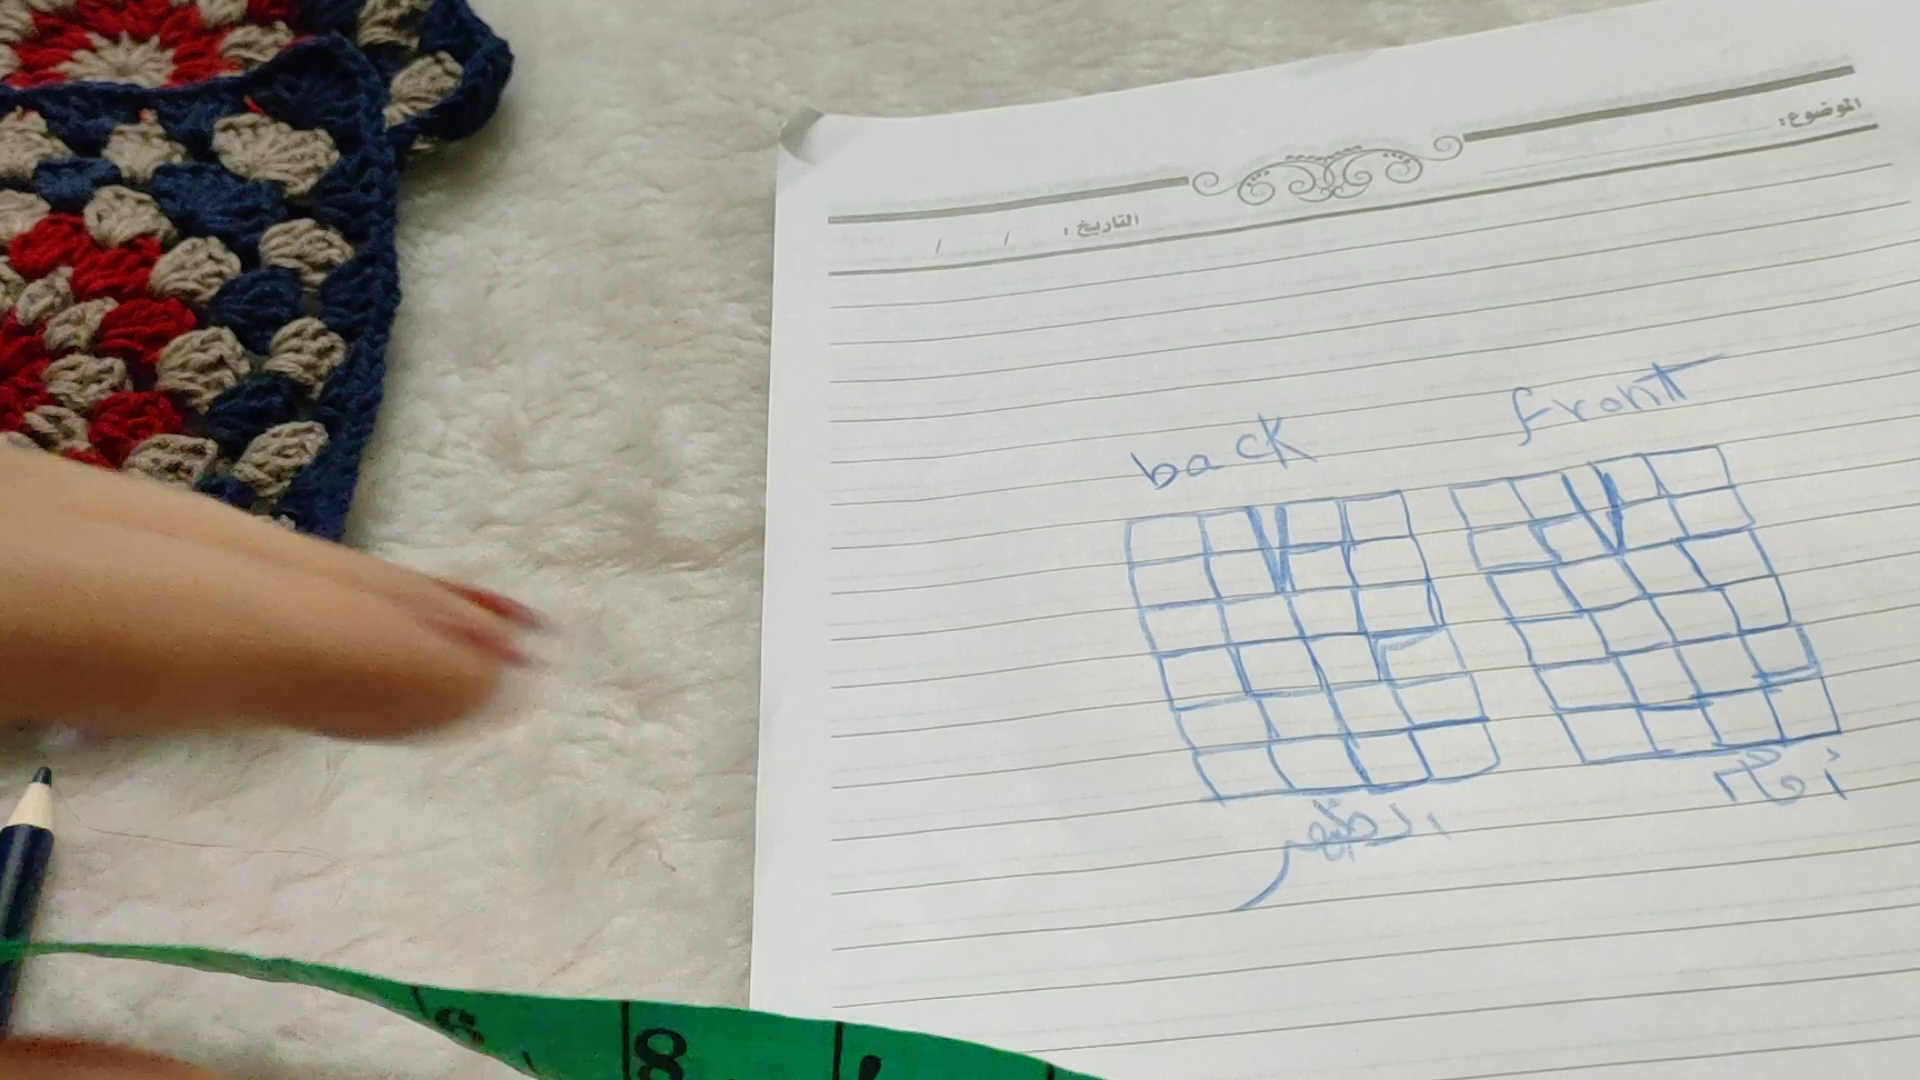 الموضوع:
التاريخ : / /
back
front
الظهر
أمام
8